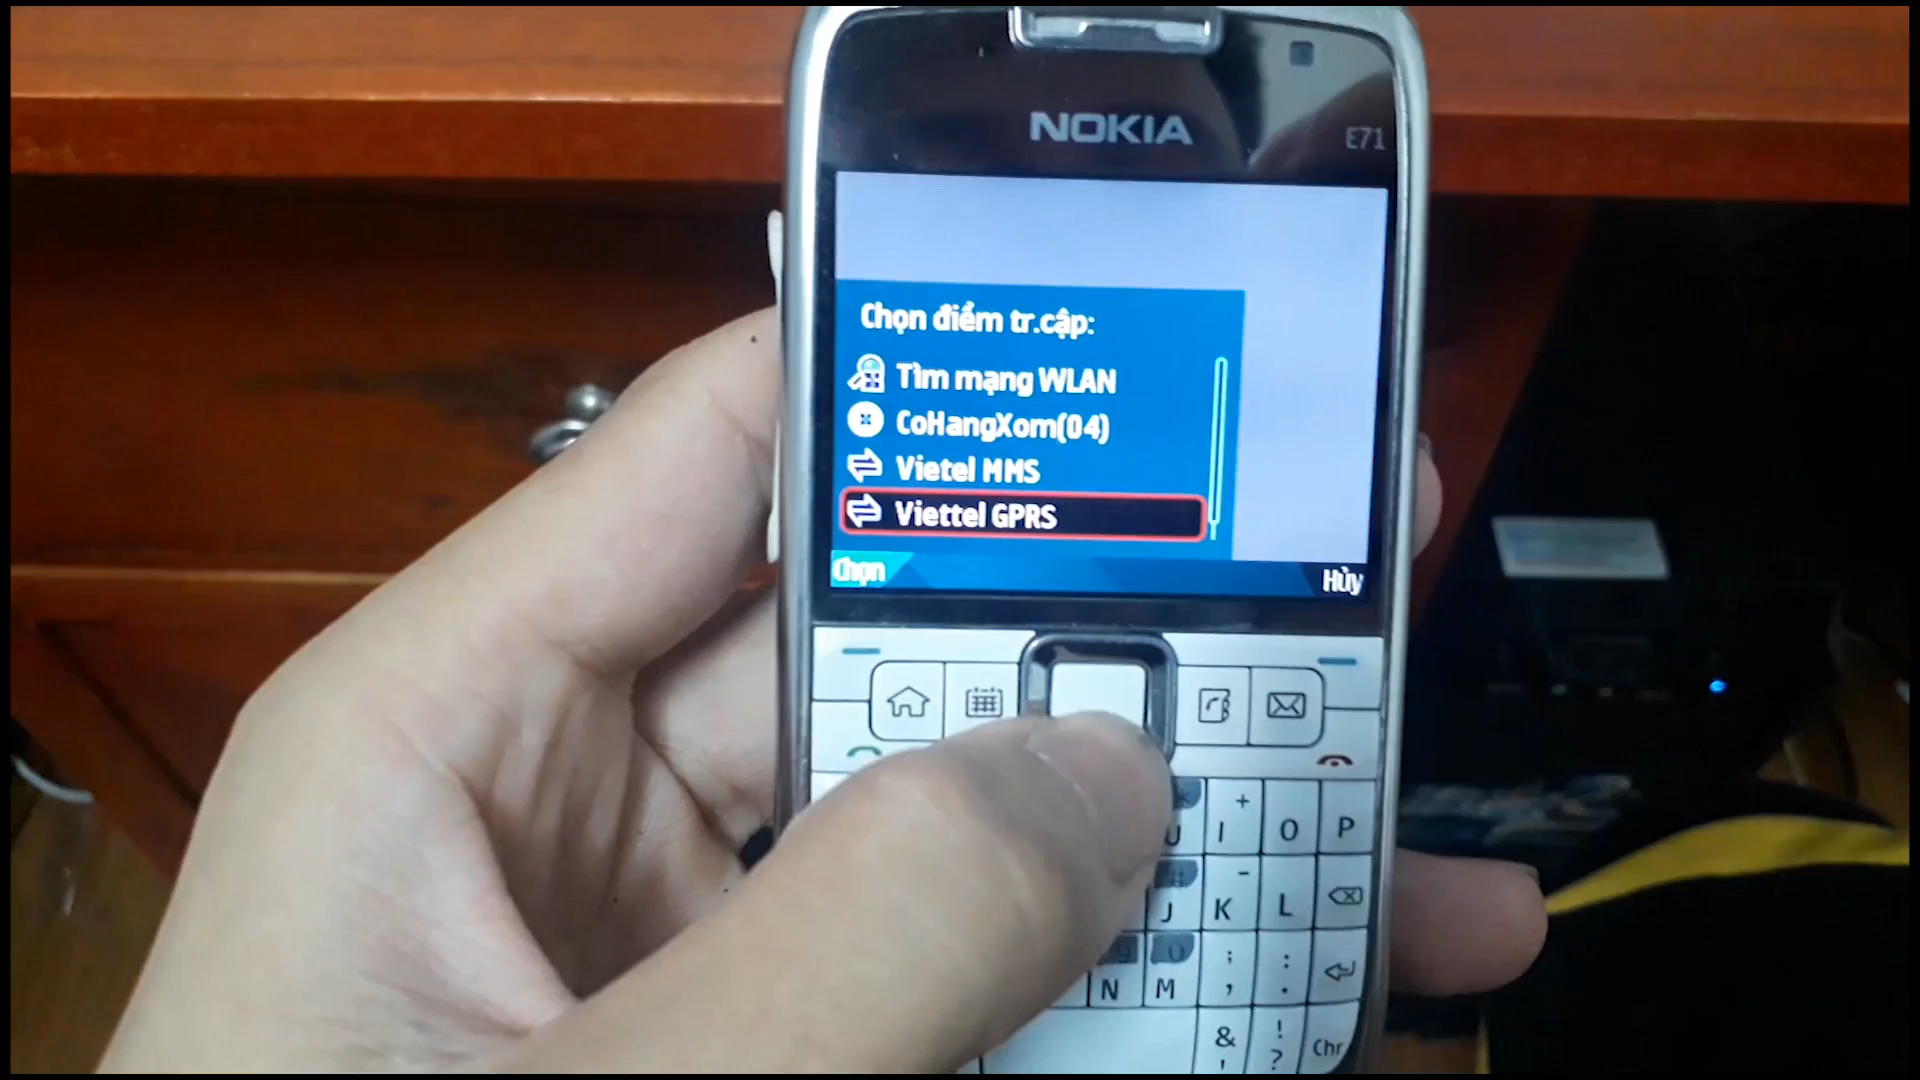 NOKIA
E71
Chọn điểm tr.cập:
Tìm mạng WLAN
CoHangXom(04)
Vietel MMS
Viettel GPRS
Chọn
Hủy
+
U I O P
-
J K L
; :
N M , .
& !
' ?
Chr